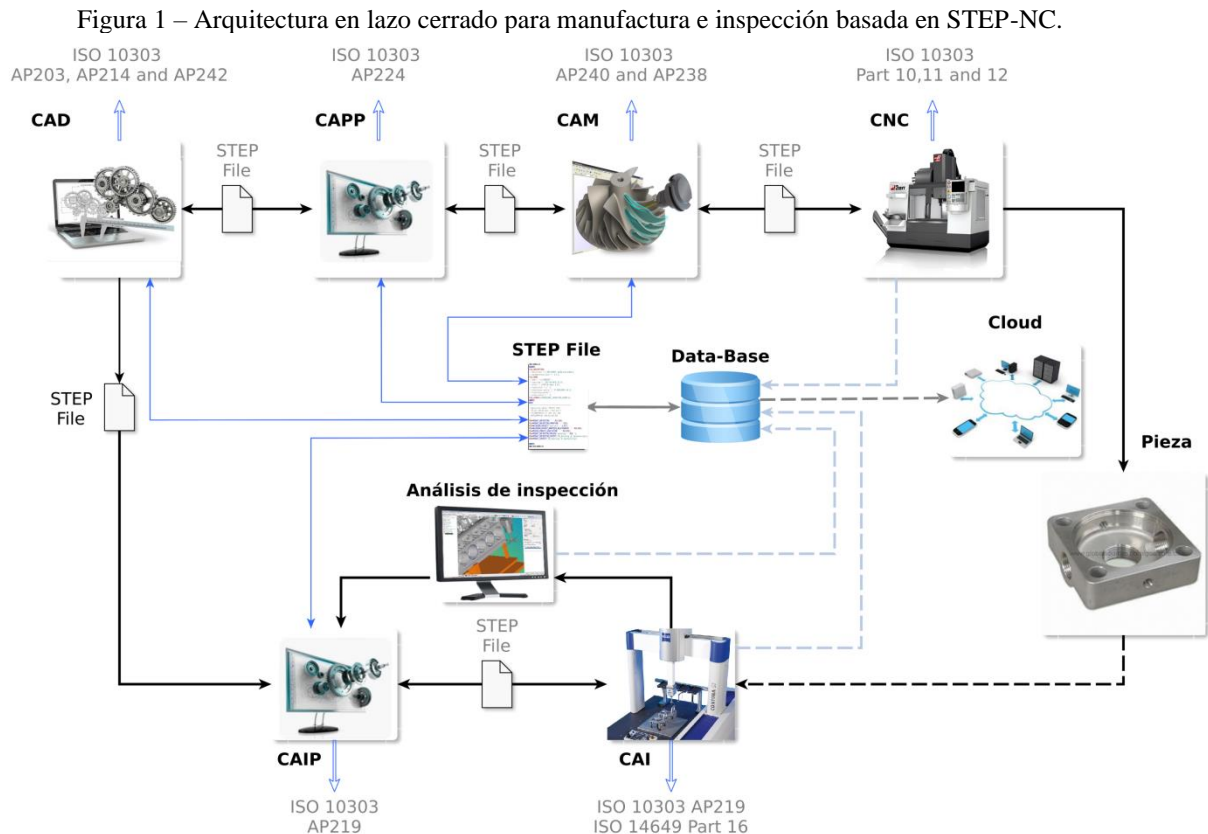 Figura 1 – Arquitectura en lazo cerrado para manufactura e inspección basada en STEP-NC.
ISO 10303
AP203, AP214 and AP242
ISO 10303
AP224
ISO 10303
AP240 and AP238
ISO 10303
Part 10,11 and 12
CAD
CAPP
CAM
CNC
STEP
File
STEP
File
STEP
File
STEP File
Data-Base
Cloud
STEP
File
Pieza
Análisis de inspección
STEP
File
CAIP
CAI
ISO 10303
AP219
ISO 10303 AP219
ISO 14649 Part 16